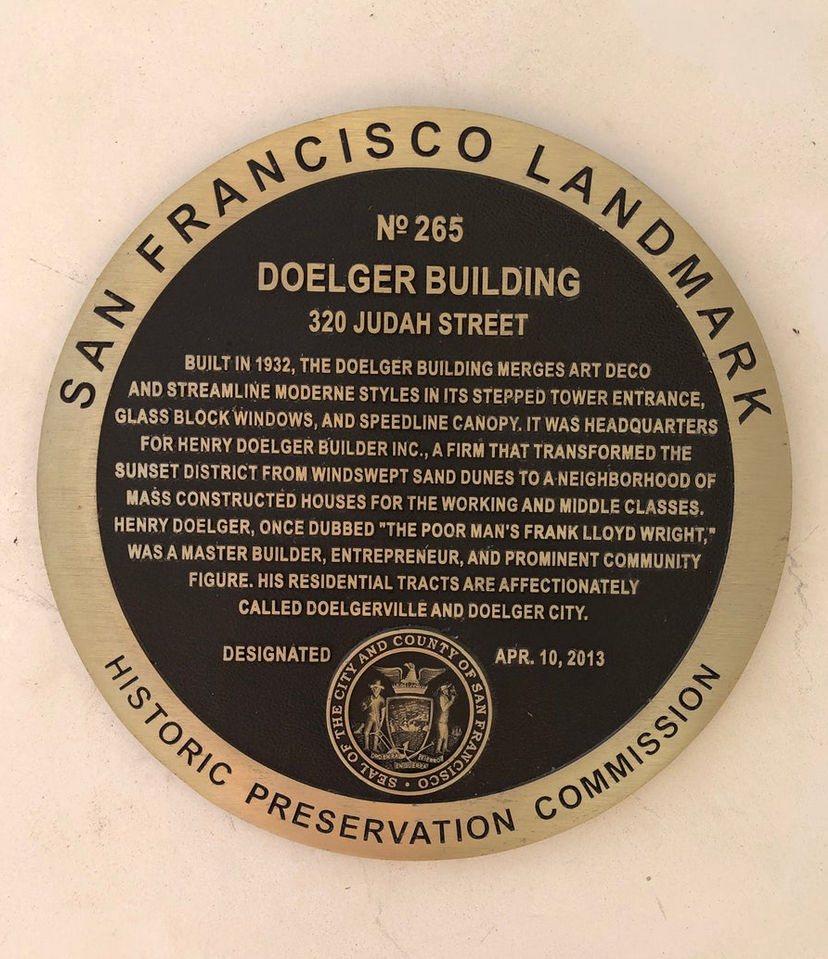 SAN FRANCISCO LANDMARK
Nº 265
DOELGER BUILDING
320 JUDAH STREET
BUILT IN 1932, THE DOELGER BUILDING MERGES ART DECO
AND STREAMLINE MODERNE STYLES IN ITS STEPPED TOWER ENTRANCE,
GLASS BLOCK WINDOWS, AND SPEEDLINE CANOPY. IT WAS HEADQUARTERS
FOR HENRY DOELGER BUILDER INC., A FIRM THAT TRANSFORMED THE
SUNSET DISTRICT FROM WINDSWEPT SAND DUNES TO A NEIGHBORHOOD OF
MASS CONSTRUCTED HOUSES FOR THE WORKING AND MIDDLE CLASSES.
HENRY DOELGER, ONCE DUBBED "THE POOR MAN'S FRANK LLOYD WRIGHT,"
WAS A MASTER BUILDER, ENTREPRENEUR, AND PROMINENT COMMUNITY
FIGURE. HIS RESIDENTIAL TRACTS ARE AFFECTIONATELY
CALLED DOELGERVILLE AND DOELGER CITY.
DESIGNATED APR. 10, 2013
SEAL OF THE CITY AND COUNTY OF SAN FRANCISCO
HISTORIC PRESERVATION COMMISSION